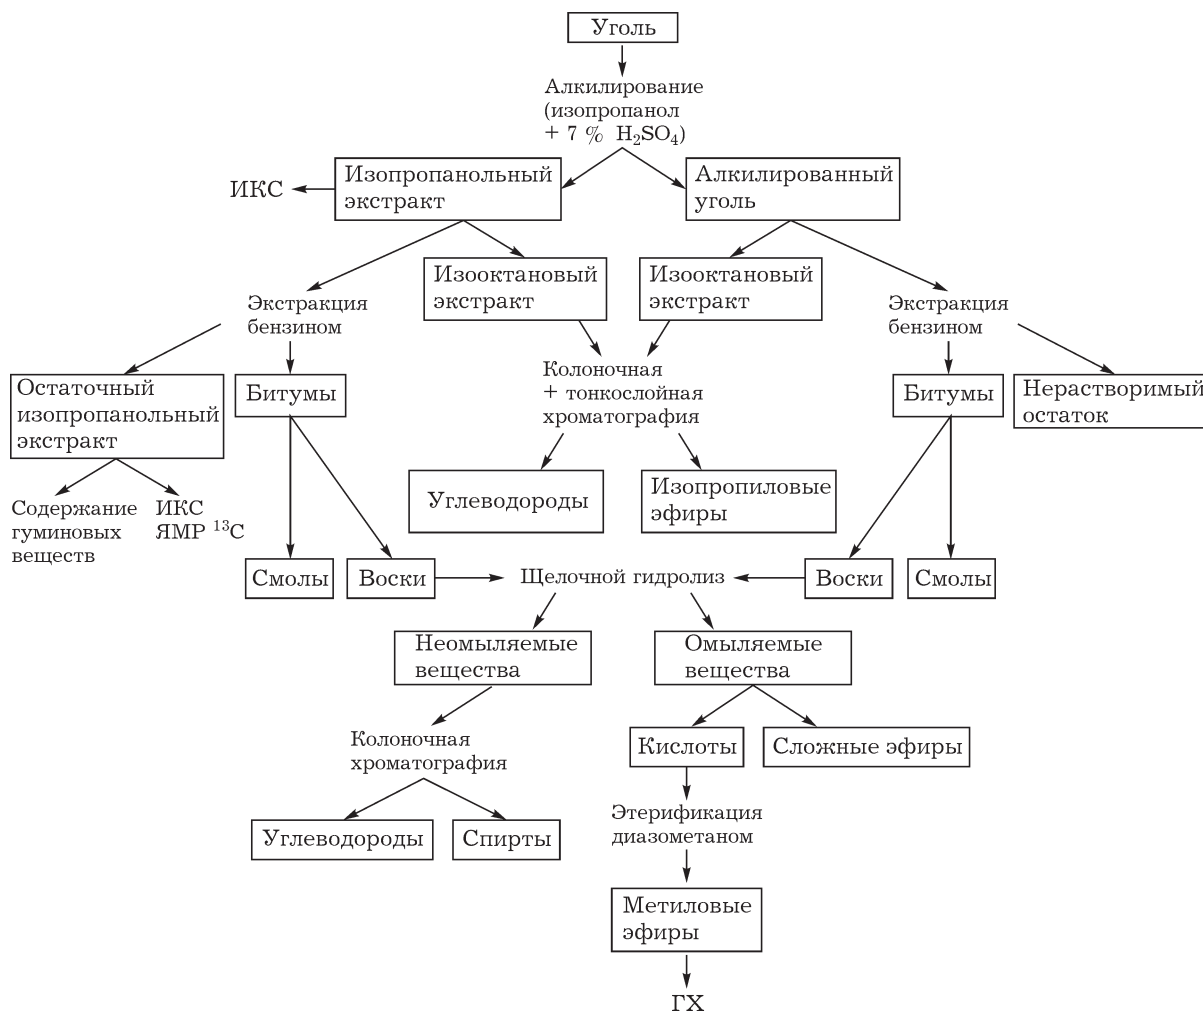 Уголь
Алкилирование
(изопропанол
+ 7 % H₂SO₄)
ИКС
Изопропанольный
экстракт
Алкилированный
уголь
Изооктановый
экстракт
Изооктановый
экстракт
Экстракция
бензином
Экстракция
бензином
Колоночная
+ тонкослойная
хроматография
Остаточный
изопропанольный
экстракт
Битумы
Битумы
Нерастворимый
остаток
Углеводороды
Изопропиловые
эфиры
Содержание
гуминовых
веществ
ИКС
ЯМР ¹³С
Смолы
Воски
Щелочной гидролиз
Воски
Смолы
Неомыляемые
вещества
Омыляемые
вещества
Колоночная
хроматография
Кислоты
Сложные эфиры
Углеводороды
Спирты
Этерификация
диазометаном
Метиловые
эфиры
ГХ